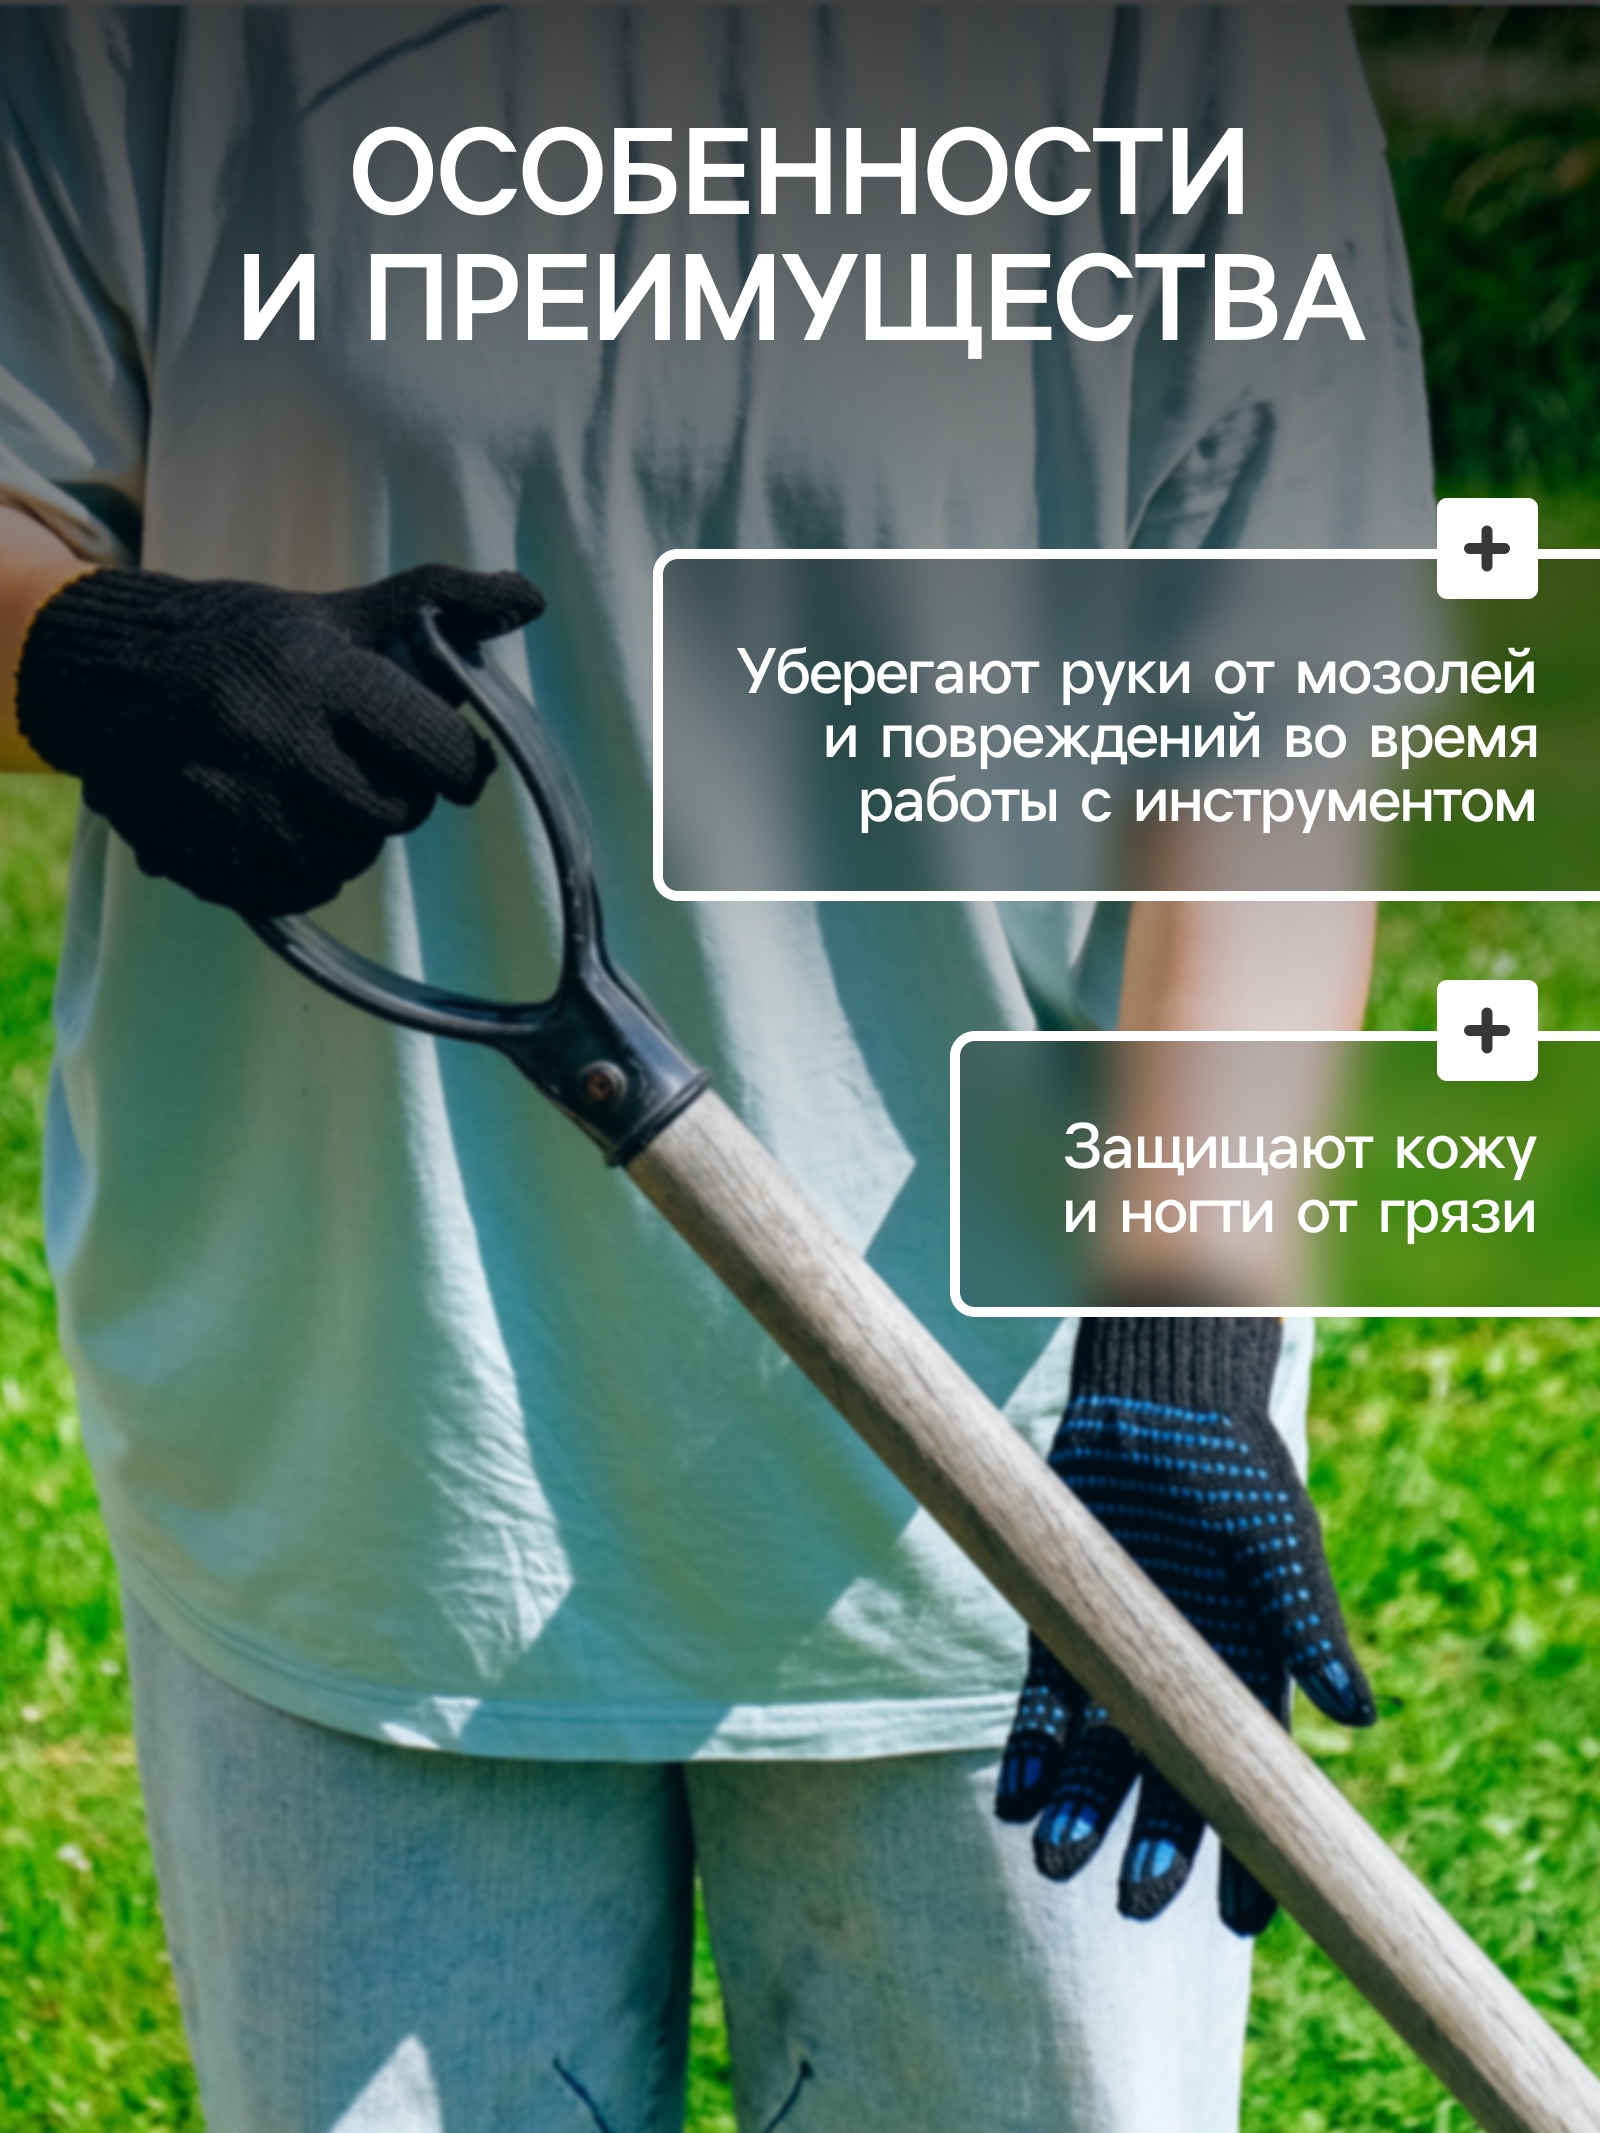 ОСОБЕННОСТИ
И ПРЕИМУЩЕСТВА
Уберегают руки от мозолей
и повреждений во время
работы с инструментом
Защищают кожу
и ногти от грязи